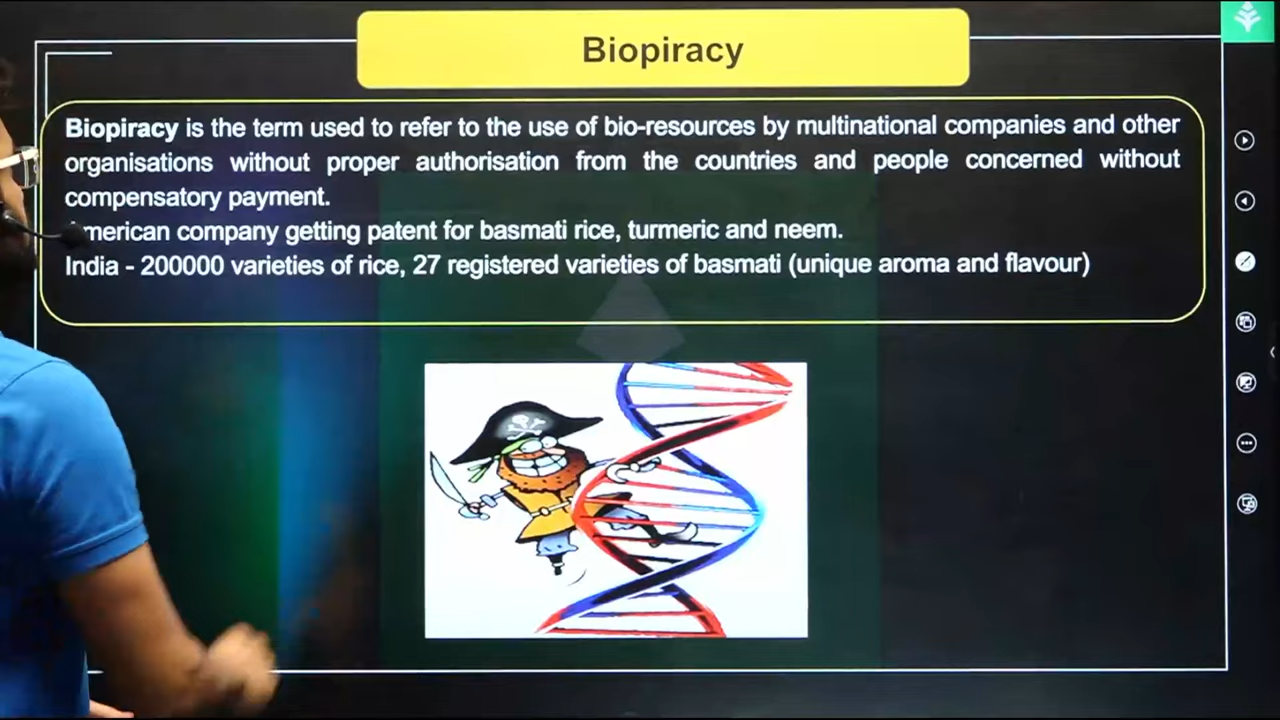 Biopiracy
Biopiracy is the term used to refer to the use of bio-resources by multinational companies and other
organisations without proper authorisation from the countries and people concerned without
compensatory payment.
merican company getting patent for basmati rice, turmeric and neem.
India - 200000 varieties of rice, 27 registered varieties of basmati (unique aroma and flavour)